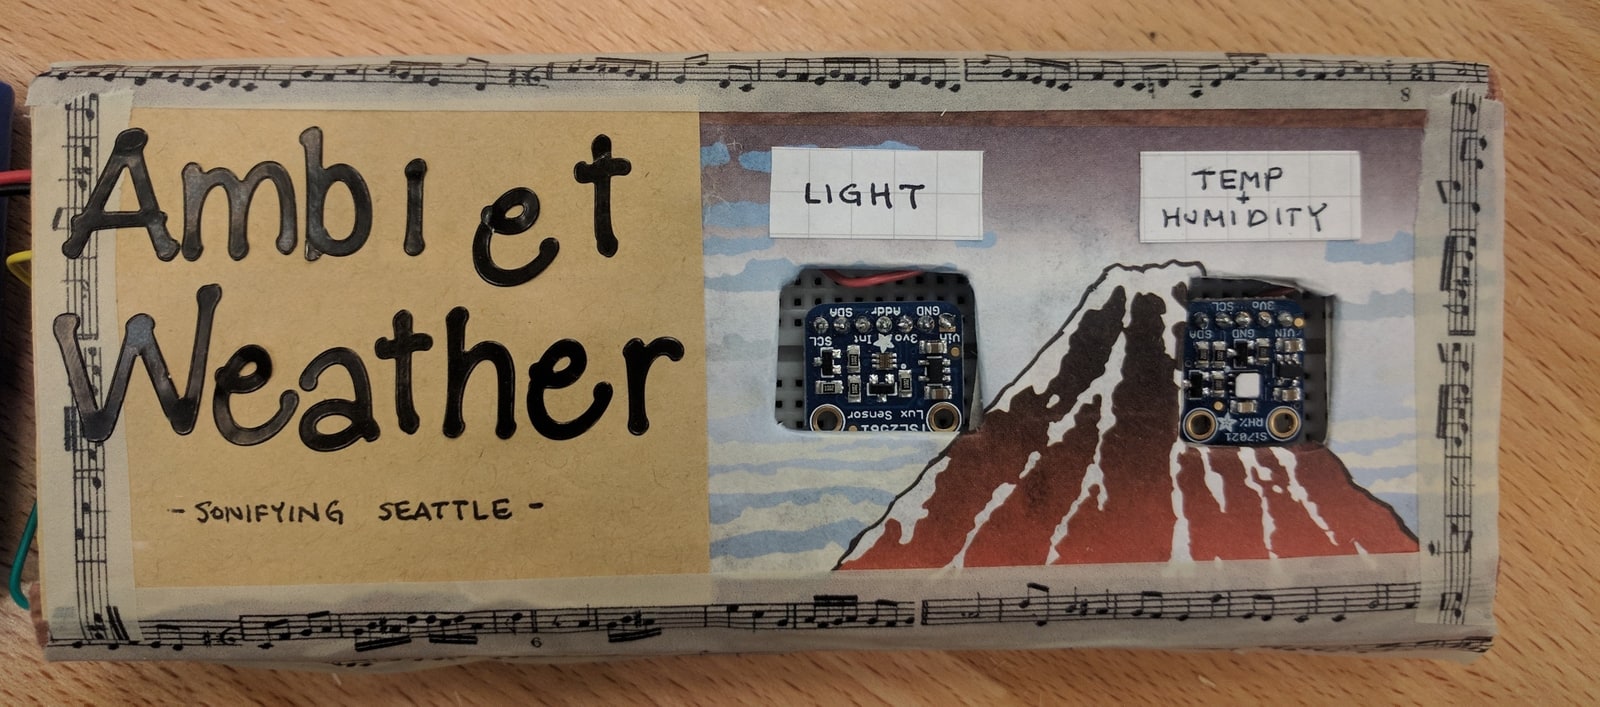 Ambiet
Weather
- SONIFYING SEATTLE -
LIGHT
TEMP
+
HUMIDITY
8
6
SDA Addr GND
SCL Int 3vo Vin
TSL2561
Lux Sensor
3Vo SCL
SDA GND VIN
Si7021
RH%